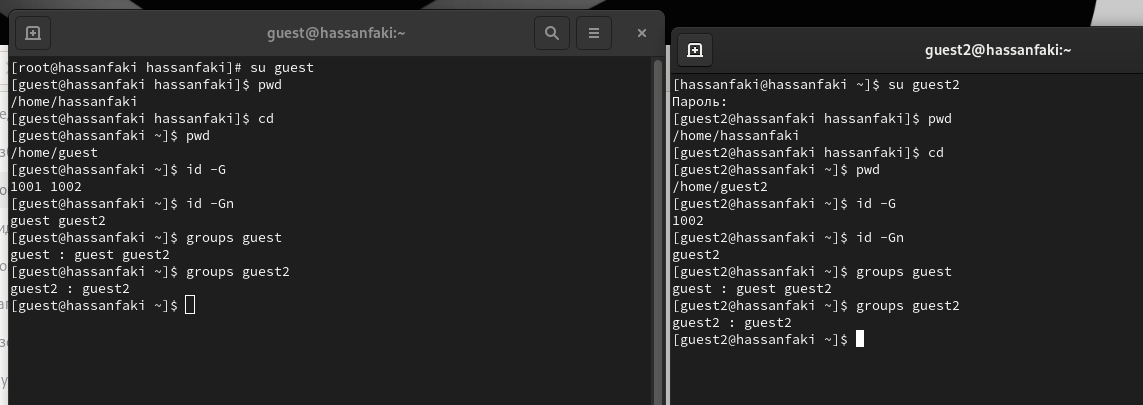 guest@hassanfaki:~
[root@hassanfaki hassanfaki]# su guest
[guest@hassanfaki hassanfaki]$ pwd
/home/hassanfaki
[guest@hassanfaki hassanfaki]$ cd
[guest@hassanfaki ~]$ pwd
/home/guest
[guest@hassanfaki ~]$ id -G
1001 1002
[guest@hassanfaki ~]$ id -Gn
guest guest2
[guest@hassanfaki ~]$ groups guest
guest : guest guest2
[guest@hassanfaki ~]$ groups guest2
guest2 : guest2
[guest@hassanfaki ~]$
guest2@hassanfaki:~
[hassanfaki@hassanfaki ~]$ su guest2
Пароль:
[guest2@hassanfaki hassanfaki]$ pwd
/home/hassanfaki
[guest2@hassanfaki hassanfaki]$ cd
[guest2@hassanfaki ~]$ pwd
/home/guest2
[guest2@hassanfaki ~]$ id -G
1002
[guest2@hassanfaki ~]$ id -Gn
guest2
[guest2@hassanfaki ~]$ groups guest
guest : guest guest2
[guest2@hassanfaki ~]$ groups guest2
guest2 : guest2
[guest2@hassanfaki ~]$